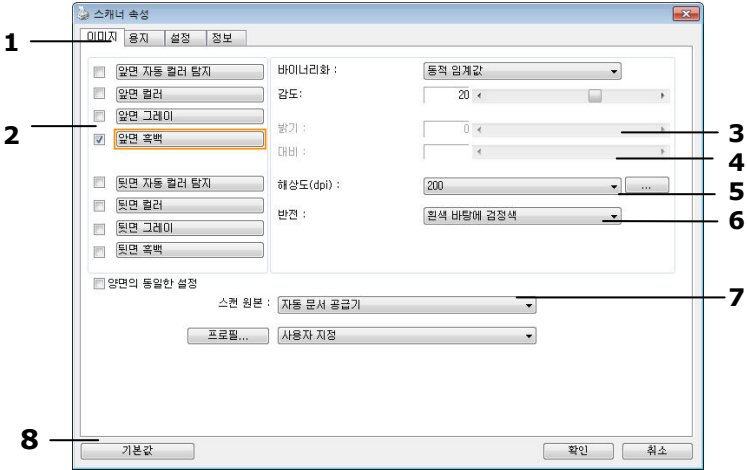 스캐너 속성
1
이미지 용지 설정 정보
앞면 자동 컬러 탐지 바이너리화 : 동적 임계값
앞면 컬러 감도: 20
2
앞면 그레이
앞면 흑백 밝기 : 0 3
대비 : 4
뒷면 자동 컬러 탐지 해상도(dpi) : 200 ... 5
뒷면 컬러 반전 : 흰색 바탕에 검정색 6
뒷면 그레이
뒷면 흑백
양면의 동일한 설정
스캔 원본 : 자동 문서 공급기 7
프로필... 사용자 지정
8
기본값 확인 취소